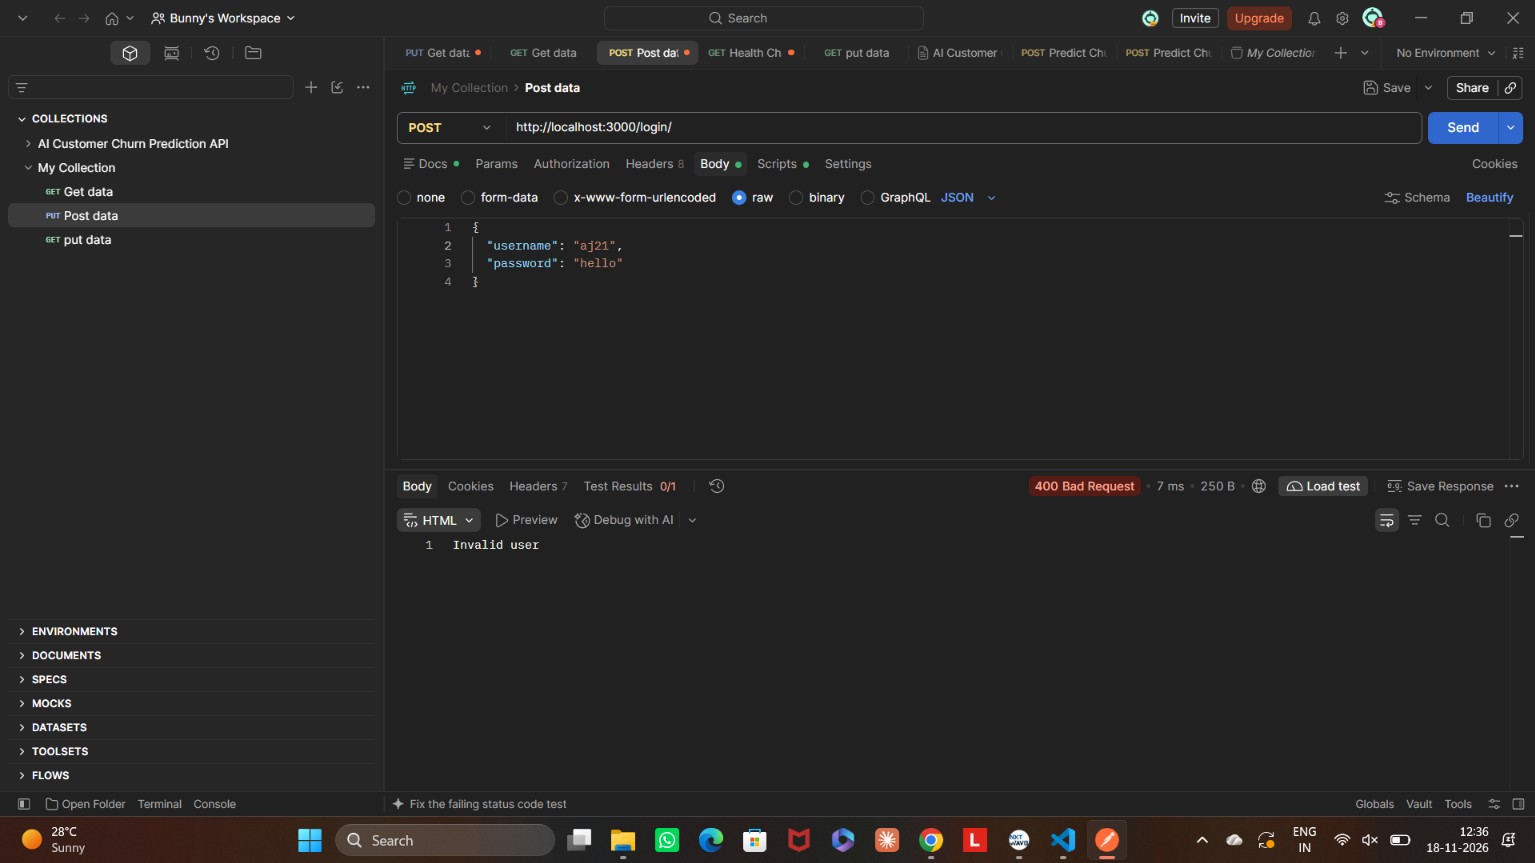 Bunny's Workspace
Search
Invite
Upgrade
PUT Get data
GET Get data
POST Post dat
GET Health Ch
GET put data
AI Customer
POST Predict Chu
POST Predict Chu
My Collection
No Environment
HTTP My Collection > Post data
Save
Share
COLLECTIONS
AI Customer Churn Prediction API
My Collection
GET Get data
PUT Post data
GET put data
POST
http://localhost:3000/login/
Send
Docs
Params
Authorization
Headers 8
Body
Scripts
Settings
Cookies
none
form-data
x-www-form-urlencoded
raw
binary
GraphQL
JSON
Schema
Beautify
1 {
2 "username": "aj21",
3 "password": "hello"
4 }
Body
Cookies
Headers 7
Test Results 0/1
400 Bad Request
7 ms
250 B
e.g.
Load test
Save Response
HTML
Preview
Debug with AI
1 Invalid user
ENVIRONMENTS
DOCUMENTS
SPECS
MOCKS
DATASETS
TOOLSETS
FLOWS
Open Folder
Terminal
Console
Fix the failing status code test
Globals
Vault
Tools
28°C
Sunny
Search
L
NXT WAVE
ENG
IN
12:36
18-11-2026